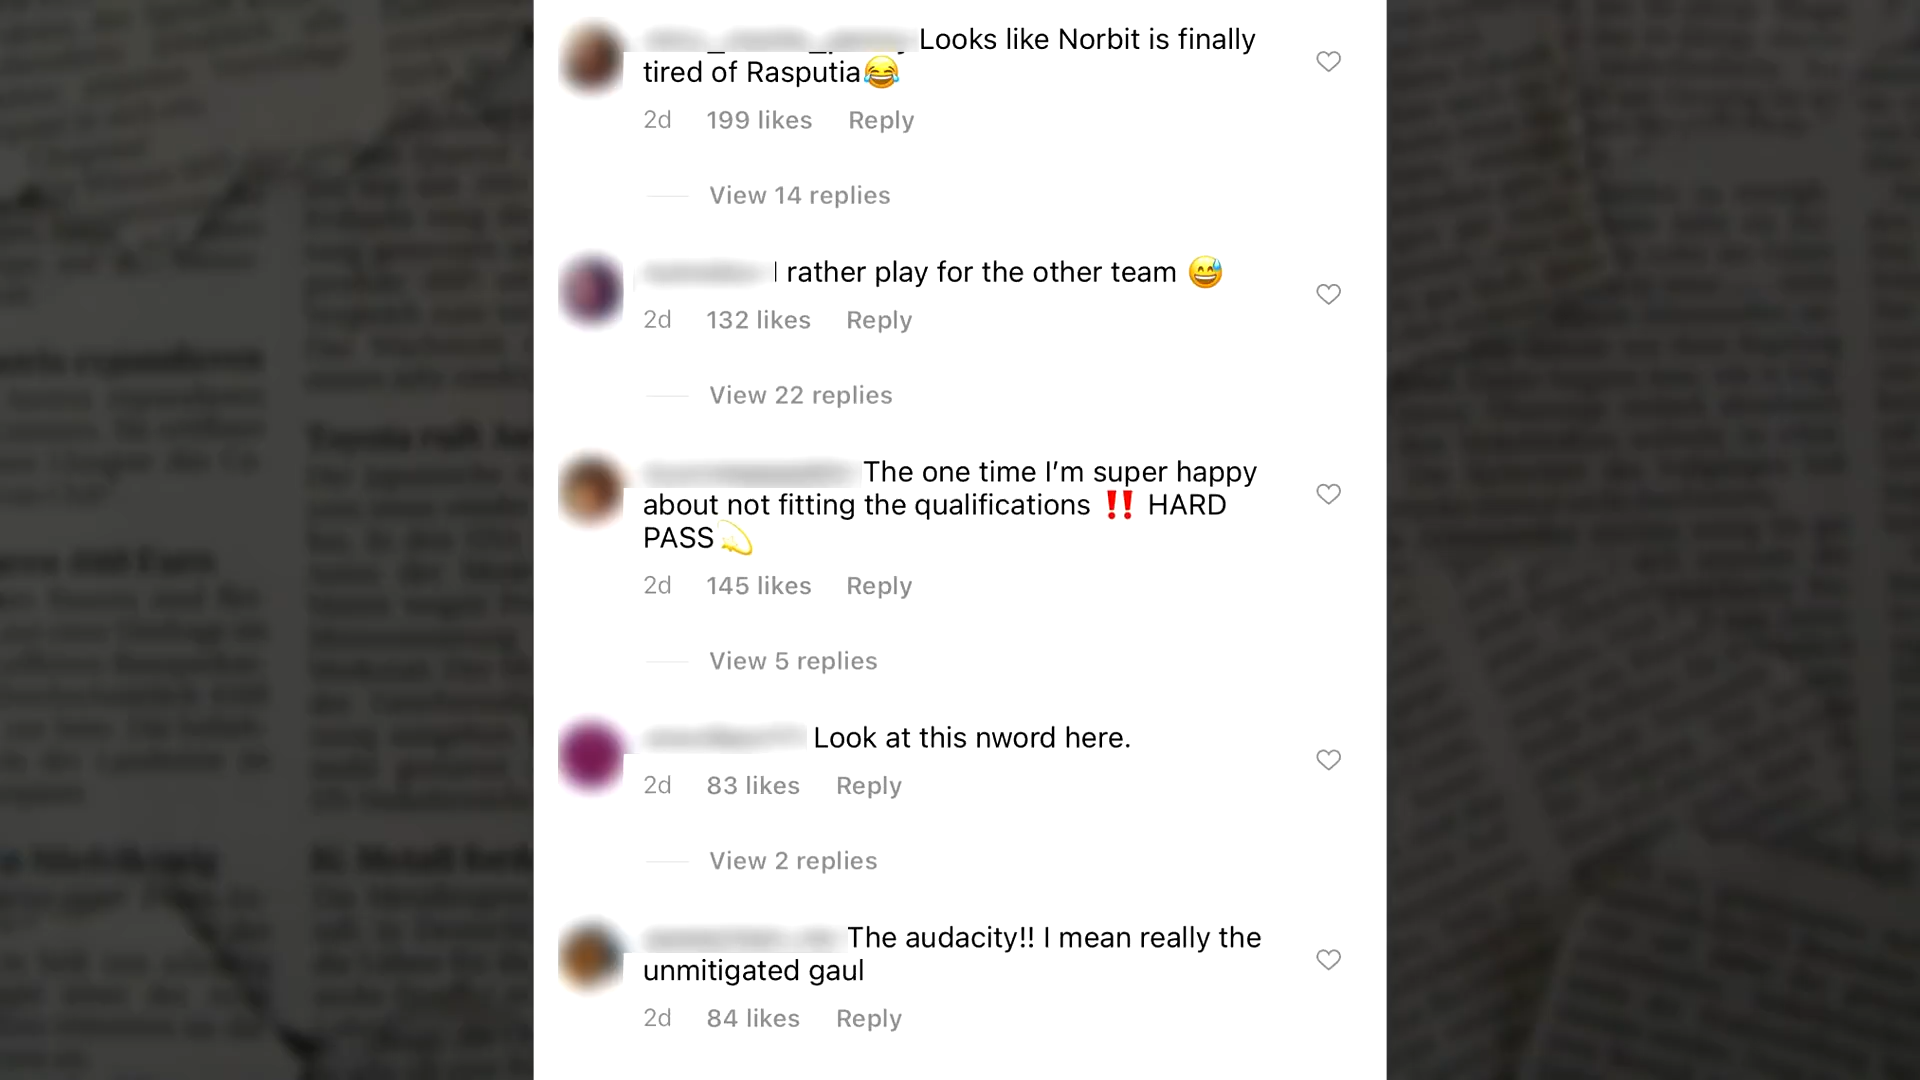 Looks like Norbit is finally
tired of Rasputia😂
2d 199 likes Reply
View 14 replies
I rather play for the other team 😅
2d 132 likes Reply
View 22 replies
The one time I’m super happy
about not fitting the qualifications ‼️ HARD
PASS💫
2d 145 likes Reply
View 5 replies
Look at this nword here.
2d 83 likes Reply
View 2 replies
The audacity!! I mean really the
unmitigated gaul
2d 84 likes Reply